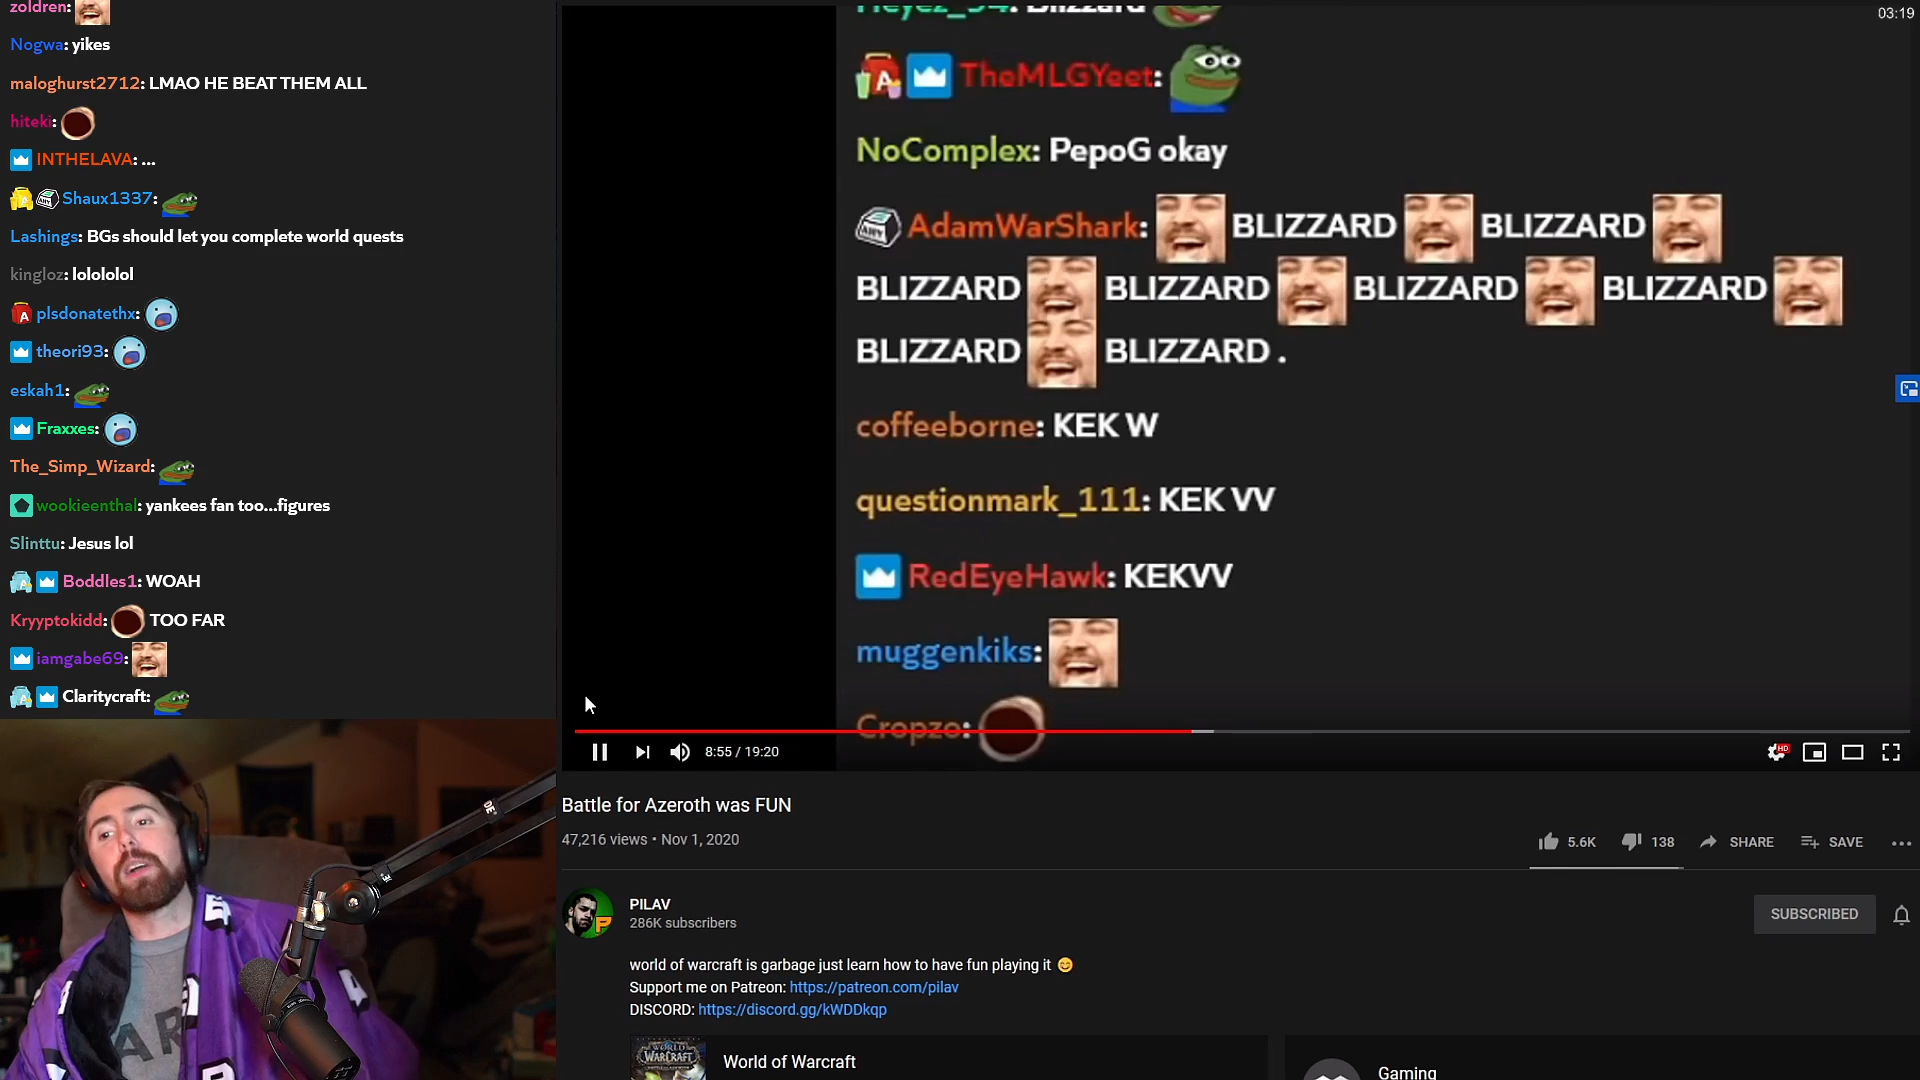 zoldren:
Nogwa: yikes
maloghurst2712: LMAO HE BEAT THEM ALL
hiteki:
INTHELAVA: ...
Shaux1337:
Lashings: BGs should let you complete world quests
kingloz: lolololol
plsdonatethx:
theori93:
eskah1:
Fraxxes:
The_Simp_Wizard:
wookieenthal: yankees fan too...figures
Slinttu: Jesus lol
Boddles1: WOAH
Kryyptokidd: TOO FAR
iamgabe69:
Claritycraft:
03:19
Heyez_94: Blizzard
TheMLGYeet:
NoComplex: PepoG okay
AdamWarShark: BLIZZARD BLIZZARD
BLIZZARD BLIZZARD BLIZZARD BLIZZARD
BLIZZARD BLIZZARD .
coffeeborne: KEK W
questionmark_111: KEK VV
RedEyeHawk: KEKVV
muggenkiks:
Cropzo:
8:55 / 19:20
HD
Battle for Azeroth was FUN
47,216 views • Nov 1, 2020
5.6K 138 SHARE SAVE
PILAV
286K subscribers
SUBSCRIBED
world of warcraft is garbage just learn how to have fun playing it 😊
Support me on Patreon: https://patreon.com/pilav
DISCORD: https://discord.gg/kWDDkqp
WORLD OF WARCRAFT
World of Warcraft
Gaming